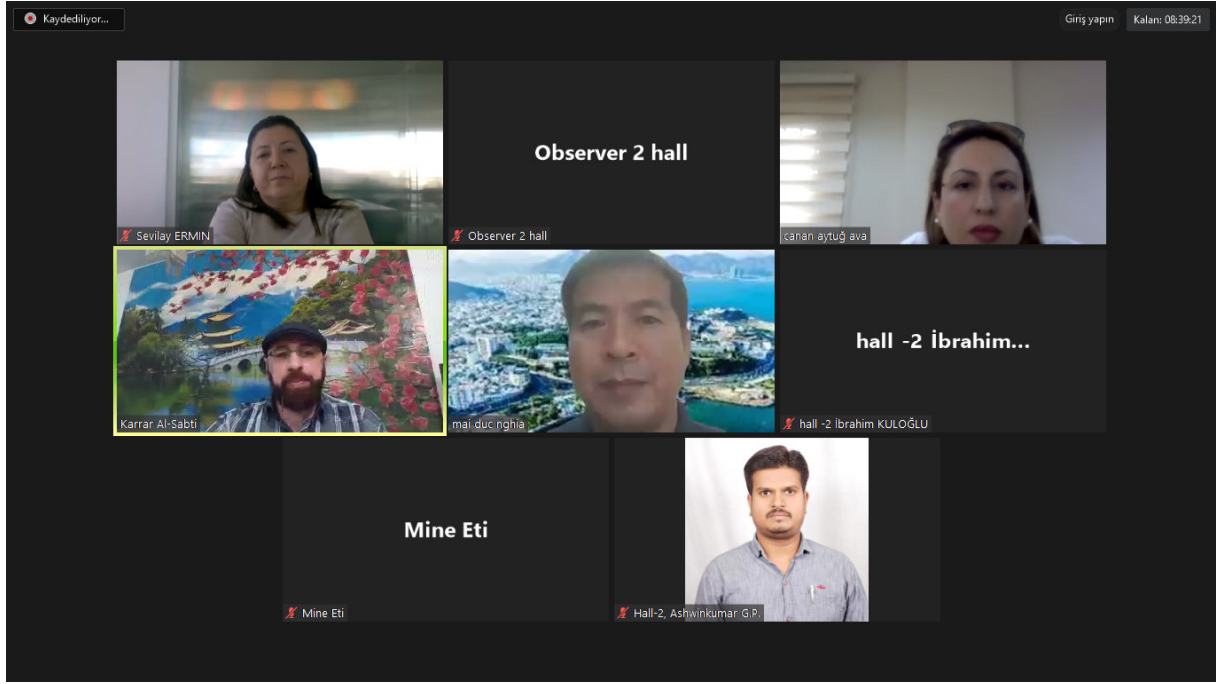 Kaydediliyor...
Giriş yapın
Kalan: 08:39:21
Sevilay ERMIN
Observer 2 hall
Observer 2 hall
canan aytuğ ava
Karrar Al-Sabti
mai duc nghia
hall -2 İbrahim...
hall -2 İbrahim KULOĞLU
Mine Eti
Mine Eti
Hall-2, Ashwinkumar G.P.